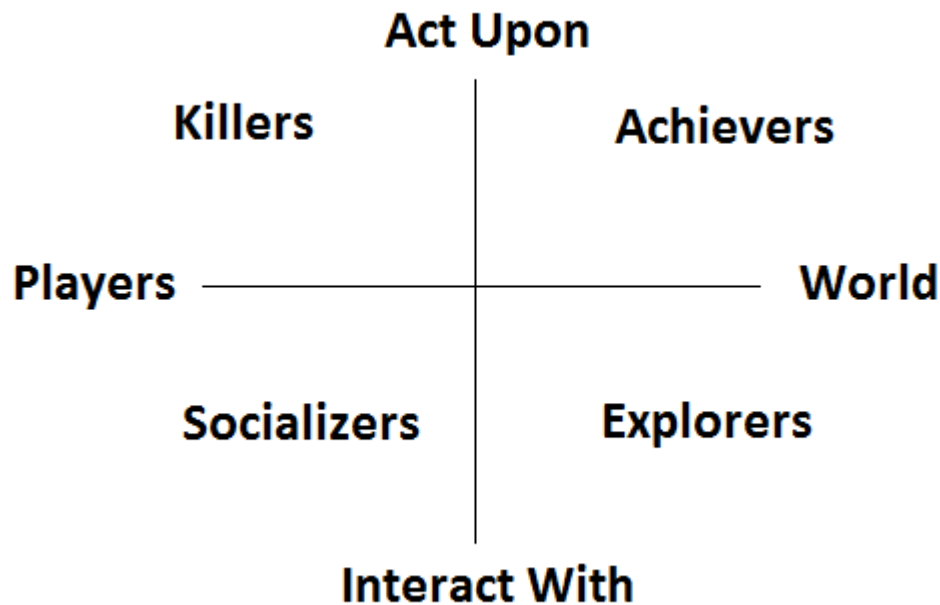 Act Upon
Killers
Achievers
Players
World
Socializers
Explorers
Interact With